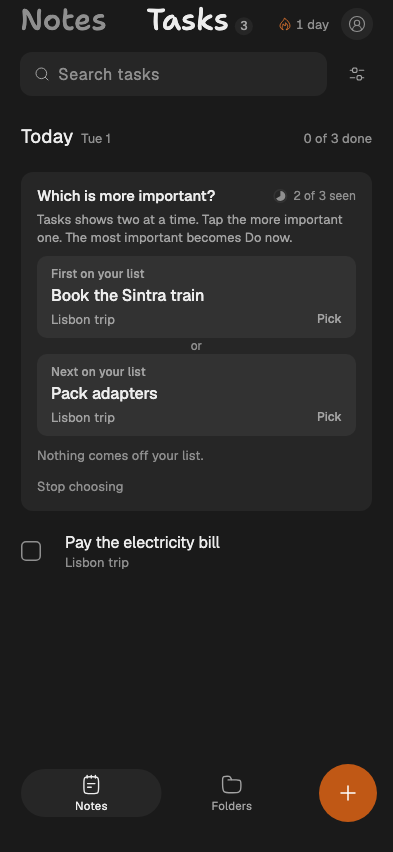 Notes Tasks 3 1 day
Search tasks
Today Tue 1 0 of 3 done
Which is more important? 2 of 3 seen
Tasks shows two at a time. Tap the more important
one. The most important becomes Do now.
First on your list
Book the Sintra train
Lisbon trip Pick
or
Next on your list
Pack adapters
Lisbon trip Pick
Nothing comes off your list.
Stop choosing
Pay the electricity bill
Lisbon trip
Notes Folders